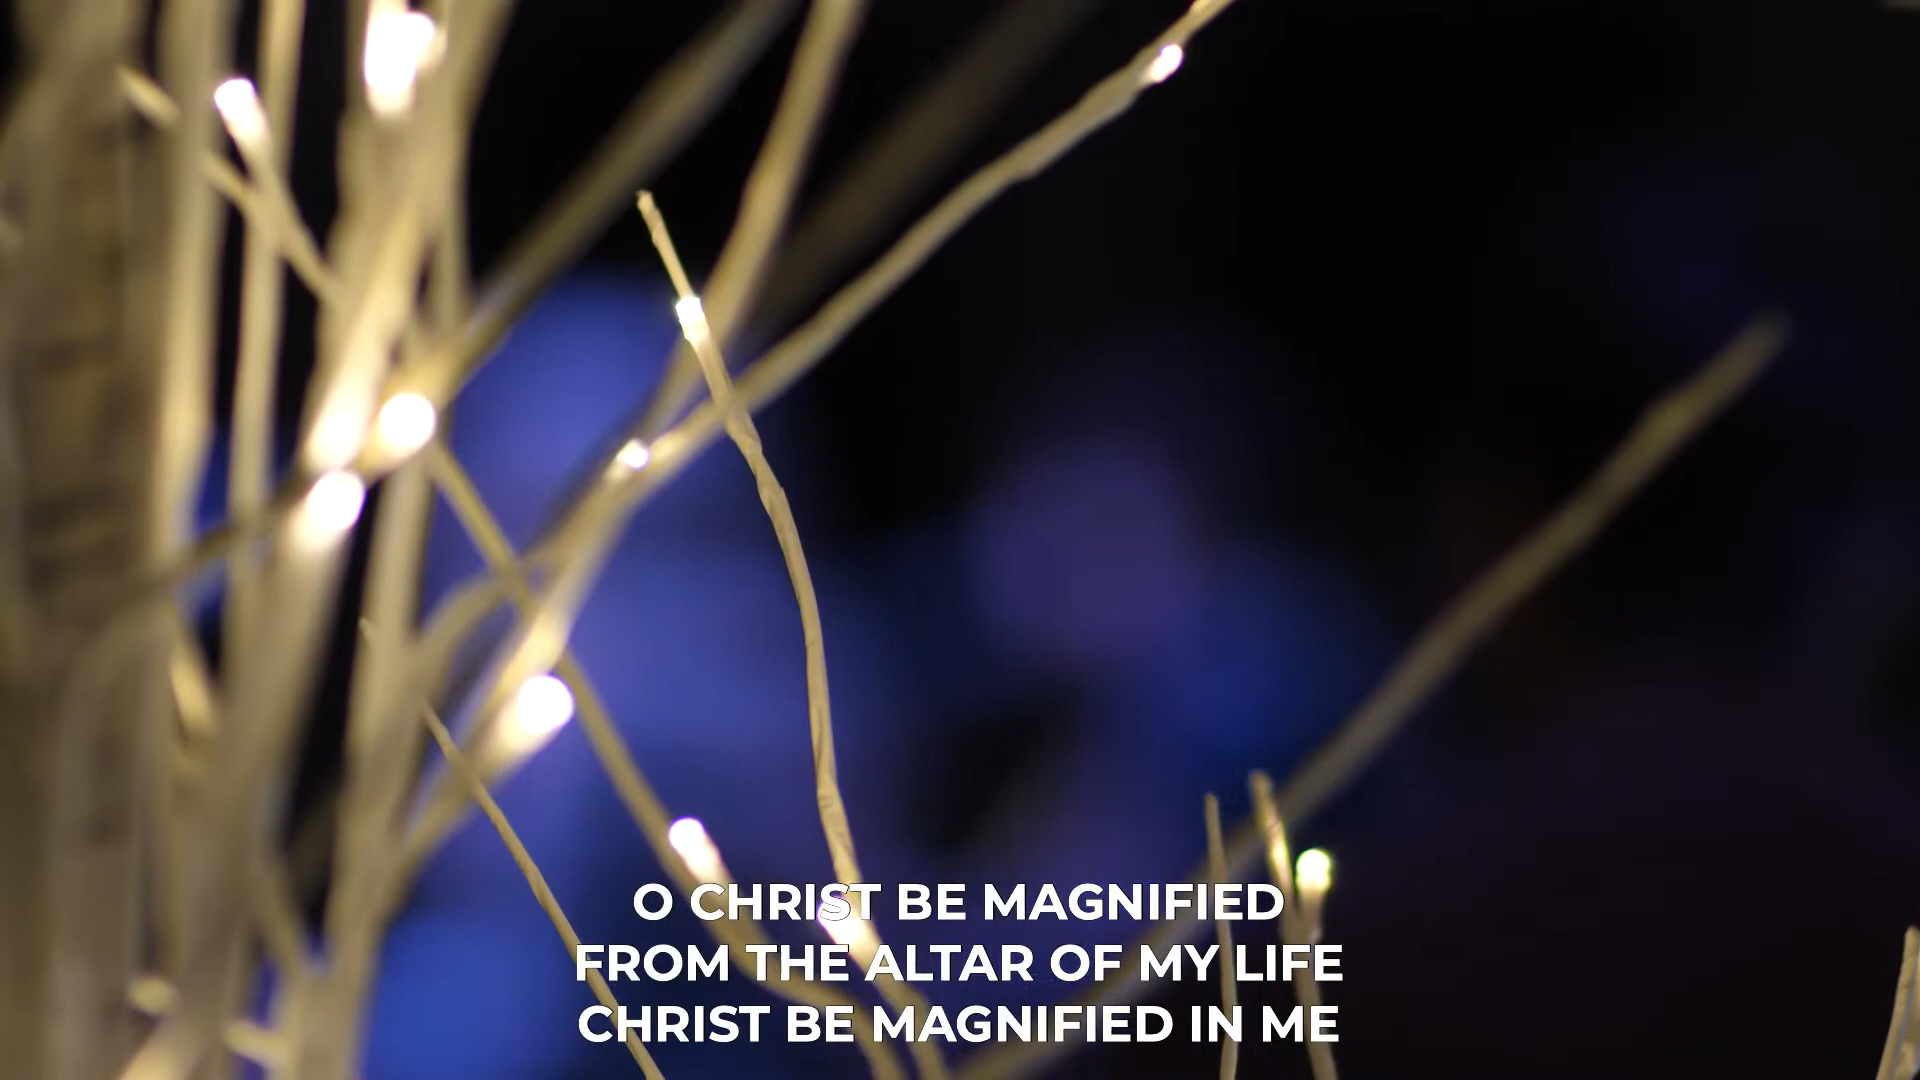 O CHRIST BE MAGNIFIED
FROM THE ALTAR OF MY LIFE
CHRIST BE MAGNIFIED IN ME